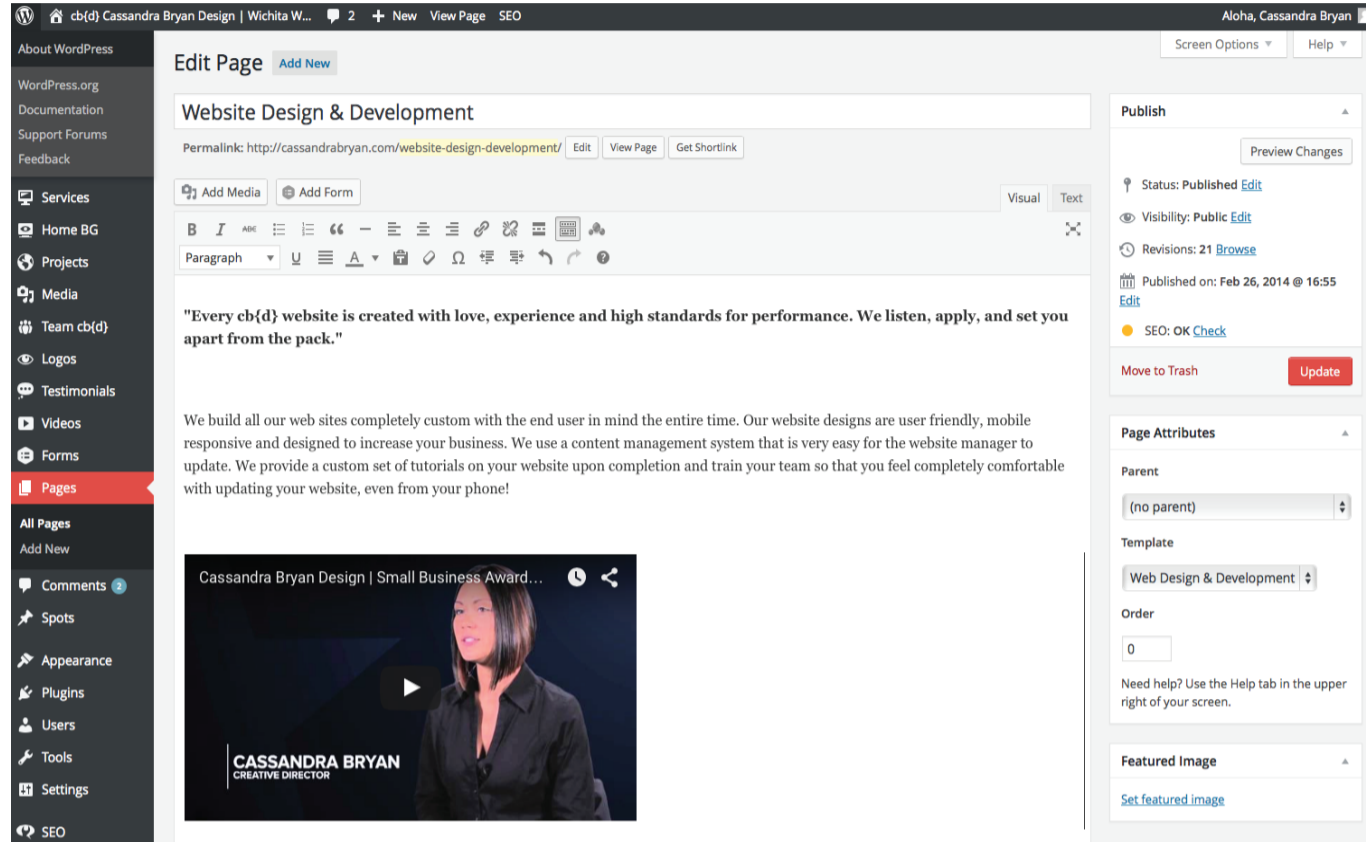 cb{d} Cassandra Bryan Design | Wichita W... 2 + New View Page SEO
Aloha, Cassandra Bryan
About WordPress
WordPress.org
Documentation
Support Forums
Feedback
Services
Home BG
Projects
Media
Team cb{d}
Logos
Testimonials
Videos
Forms
Pages
All Pages
Add New
Comments 2
Spots
Appearance
Plugins
Users
Tools
Settings
SEO
Screen Options Help
Edit Page Add New
Website Design & Development
Permalink: http://cassandrabryan.com/website-design-development/ Edit View Page Get Shortlink
Add Media Add Form
Visual Text
B I ABC
Paragraph U A Ω
"Every cb{d} website is created with love, experience and high standards for performance. We listen, apply, and set you
apart from the pack."
We build all our web sites completely custom with the end user in mind the entire time. Our website designs are user friendly, mobile
responsive and designed to increase your business. We use a content management system that is very easy for the website manager to
update. We provide a custom set of tutorials on your website upon completion and train your team so that you feel completely comfortable
with updating your website, even from your phone!
Cassandra Bryan Design | Small Business Award...
CASSANDRA BRYAN
CREATIVE DIRECTOR
Publish
Preview Changes
Status: Published Edit
Visibility: Public Edit
Revisions: 21 Browse
Published on: Feb 26, 2014 @ 16:55
Edit
SEO: OK Check
Move to Trash Update
Page Attributes
Parent
(no parent)
Template
Web Design & Development
Order
0
Need help? Use the Help tab in the upper
right of your screen.
Featured Image
Set featured image